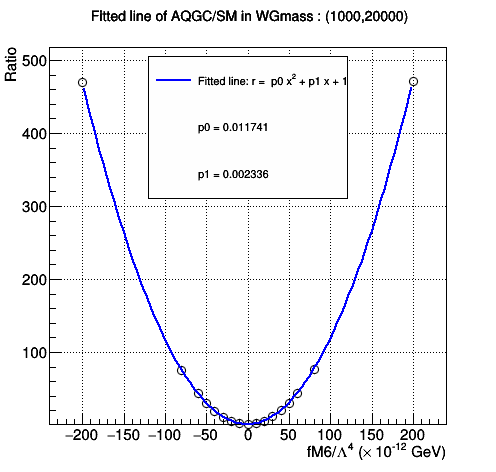 FItted line of AQGC/SM in WGmass : (1000,20000)
Ratio
500
400
300
200
100
Fitted line: r = p0 x² + p1 x + 1
p0 = 0.011741
p1 = 0.002336
−200 −150 −100 −50 0 50 100 150 200
fM6/Λ⁴ (× 10⁻¹² GeV)